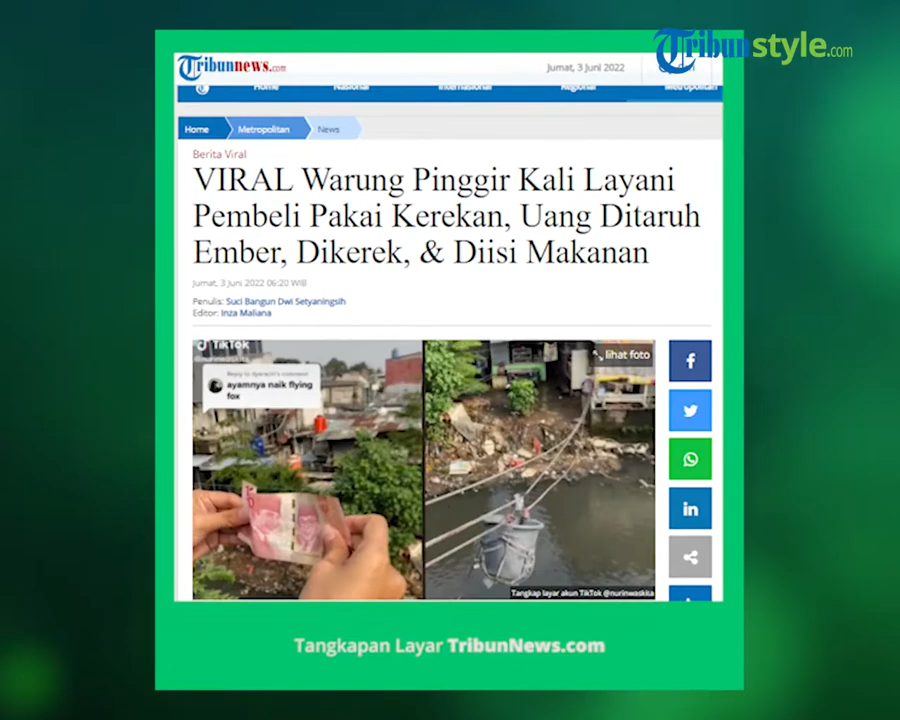 Tribunstyle.com
Tribunnews.com
Jumat, 3 Juni 2022
Home Nasional Internasional Regional Metropolitan
Home Metropolitan News
Berita Viral
VIRAL Warung Pinggir Kali Layani
Pembeli Pakai Kerekan, Uang Ditaruh
Ember, Dikerek, & Diisi Makanan
Jumat, 3 Juni 2022 06:20 WIB
Penulis: Suci Bangun Dwi Setyaningsih
Editor: Inza Maliana
TikTok
lihat foto
ayamnya naik flying
fox
Tangkap layar akun TikTok @nurinwaskita
Tangkapan Layar TribunNews.com